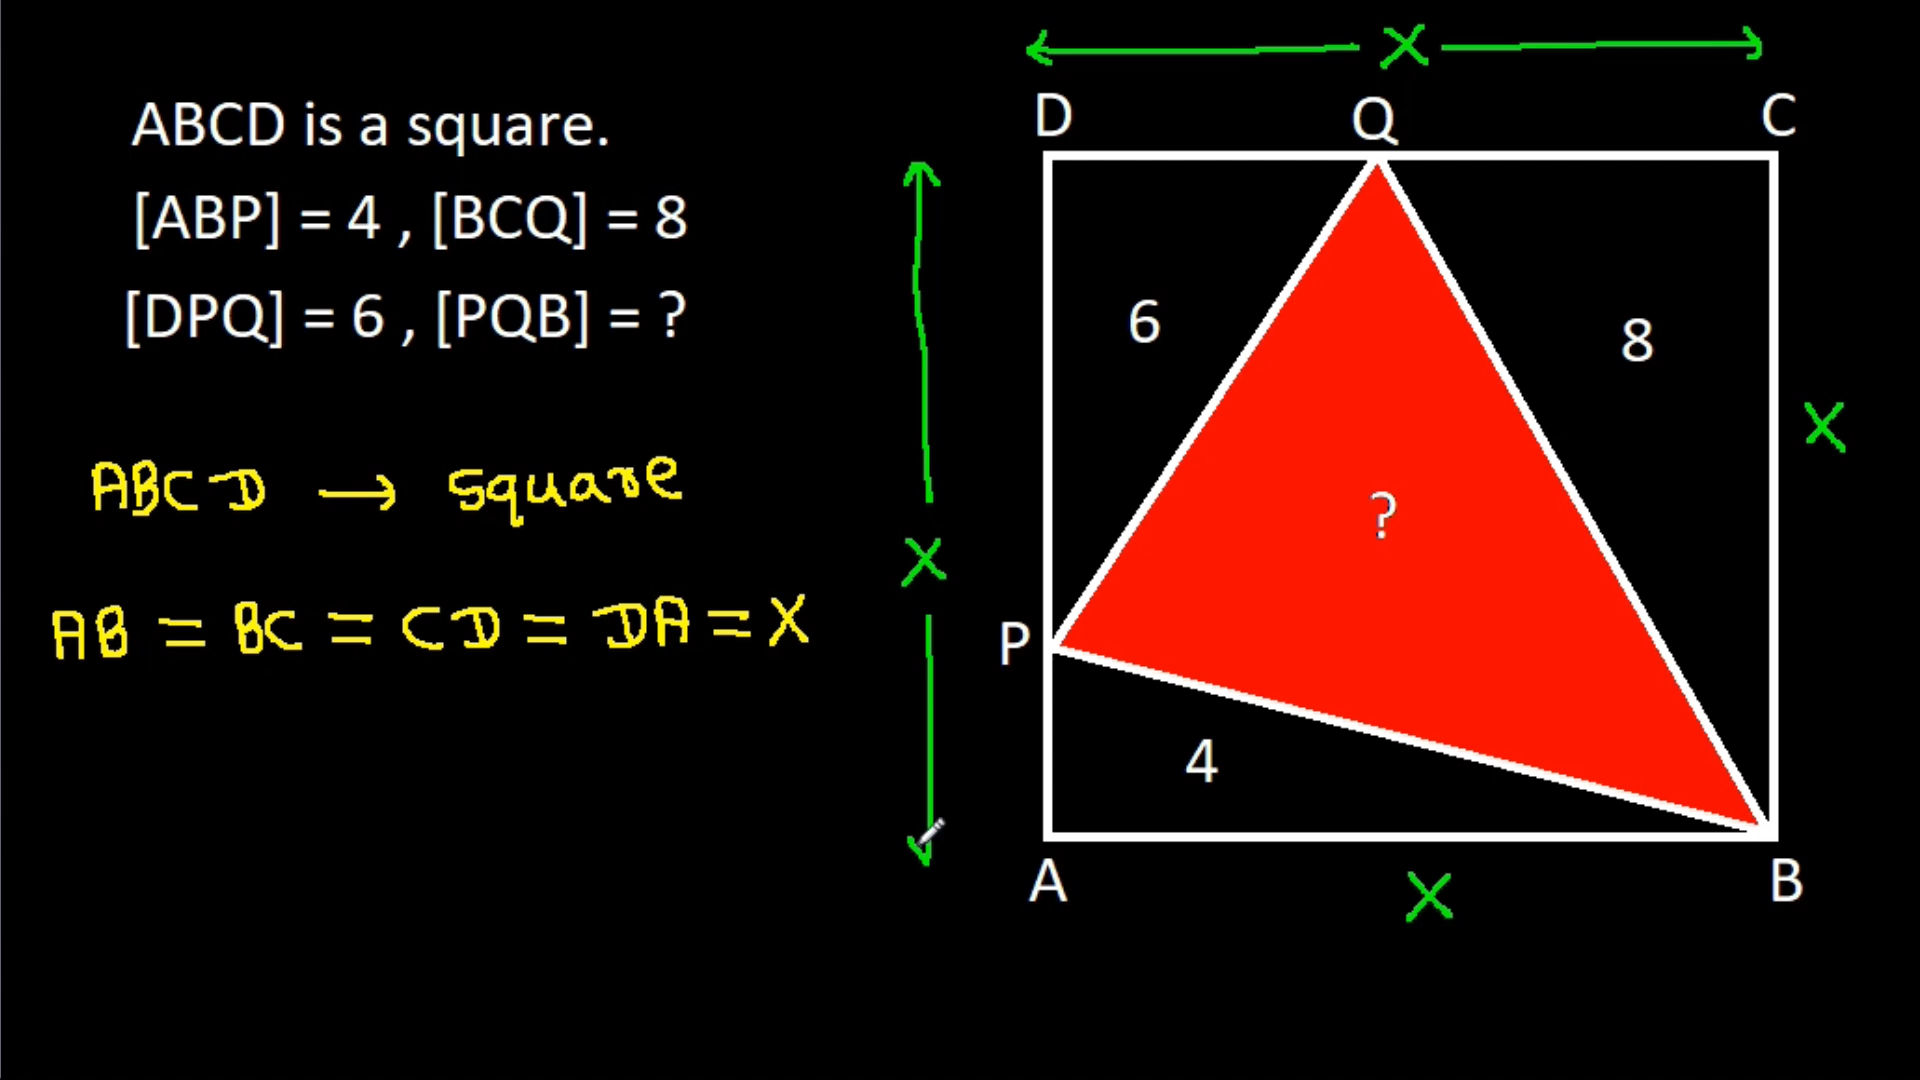 ABCD is a square.
[ABP] = 4 , [BCQ] = 8
[DPQ] = 6 , [PQB] = ?
ABCD → square
AB = BC = CD = DA = X
X
D Q C
6 8
X
?
X
P
4
A B
X